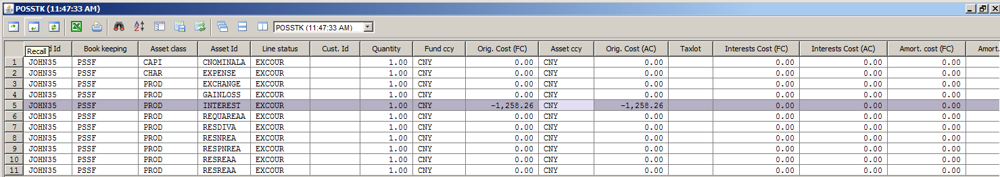 POSSTK (11:47:33 AM)
POSSTK (11:47:33 AM)
Recall
d Id Book keeping Asset class Asset Id Line status Cust. Id Quantity Fund ccy Orig. Cost (FC) Asset ccy Orig. Cost (AC) Taxlot Interests Cost (FC) Interests Cost (AC) Amort. cost (FC) Amort.
1 JOHN35 PSSF CAPI CNOMINALA EXCOUR 1.00 CNY 0.00 CNY 0.00 0.00 0.00 0.00
2 JOHN35 PSSF CHAR EXPENSE EXCOUR 1.00 CNY 0.00 CNY 0.00 0.00 0.00 0.00
3 JOHN35 PSSF PROD EXCHANGE EXCOUR 1.00 CNY 0.00 CNY 0.00 0.00 0.00 0.00
4 JOHN35 PSSF PROD GAINLOSS EXCOUR 1.00 CNY 0.00 CNY 0.00 0.00 0.00 0.00
5 JOHN35 PSSF PROD INTEREST EXCOUR 1.00 CNY -1,258.26 CNY -1,258.26 0.00 0.00 0.00
6 JOHN35 PSSF PROD REQUAREAA EXCOUR 1.00 CNY 0.00 CNY 0.00 0.00 0.00 0.00
7 JOHN35 PSSF PROD RESDIVA EXCOUR 1.00 CNY 0.00 CNY 0.00 0.00 0.00 0.00
8 JOHN35 PSSF PROD RESNREA EXCOUR 1.00 CNY 0.00 CNY 0.00 0.00 0.00 0.00
9 JOHN35 PSSF PROD RESPNREA EXCOUR 1.00 CNY 0.00 CNY 0.00 0.00 0.00 0.00
10 JOHN35 PSSF PROD RESREAA EXCOUR 1.00 CNY 0.00 CNY 0.00 0.00 0.00 0.00
11 JOHN35 PSSF PROD RESREAA EXCOUR 1.00 CNY 0.00 CNY 0.00 0.00 0.00 0.00